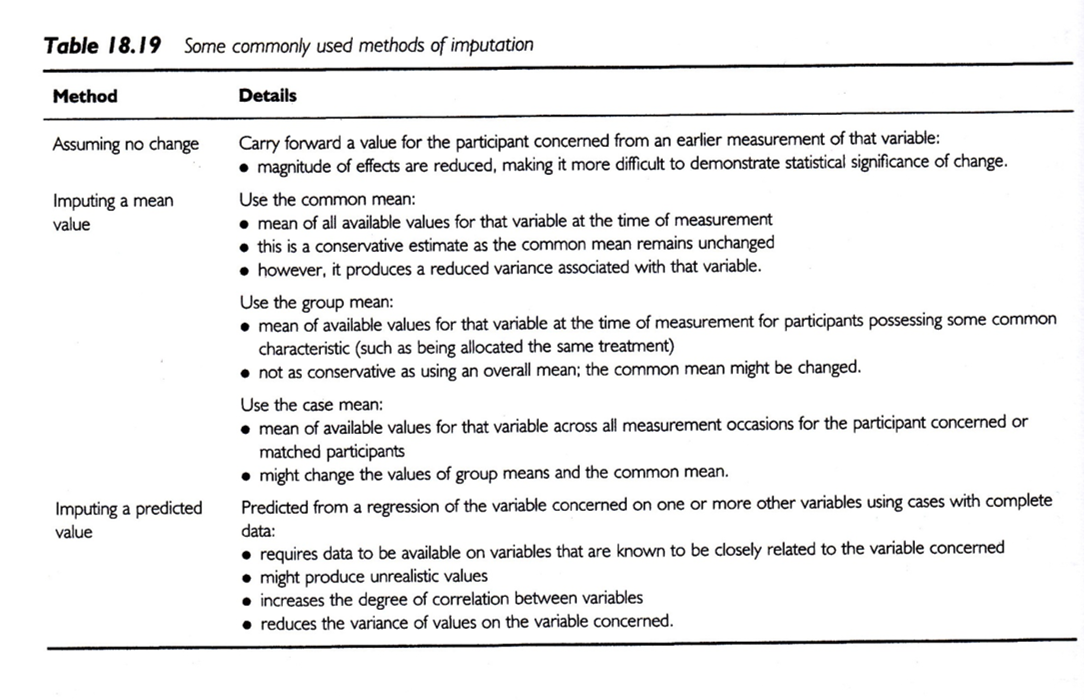 Table 18.19 Some commonly used methods of imputation
Method Details
Assuming no change Carry forward a value for the participant concerned from an earlier measurement of that variable:
• magnitude of effects are reduced, making it more difficult to demonstrate statistical significance of change.
Imputing a mean Use the common mean:
value • mean of all available values for that variable at the time of measurement
• this is a conservative estimate as the common mean remains unchanged
• however, it produces a reduced variance associated with that variable.
Use the group mean:
• mean of available values for that variable at the time of measurement for participants possessing some common
characteristic (such as being allocated the same treatment)
• not as conservative as using an overall mean; the common mean might be changed.
Use the case mean:
• mean of available values for that variable across all measurement occasions for the participant concerned or
matched participants
• might change the values of group means and the common mean.
Imputing a predicted Predicted from a regression of the variable concerned on one or more other variables using cases with complete
value data:
• requires data to be available on variables that are known to be closely related to the variable concerned
• might produce unrealistic values
• increases the degree of correlation between variables
• reduces the variance of values on the variable concerned.